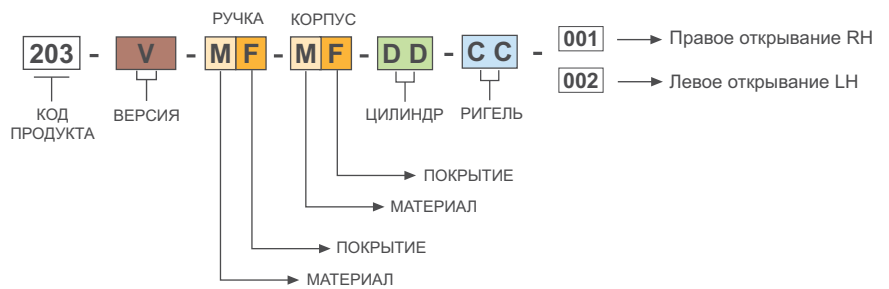 РУЧКА КОРПУС
203 - V - M F - M F - D D - C C - 001 Правое открывание RH
002 Левое открывание LH
КОД ПРОДУКТА ВЕРСИЯ ЦИЛИНДР РИГЕЛЬ
ПОКРЫТИЕ
МАТЕРИАЛ
ПОКРЫТИЕ
МАТЕРИАЛ